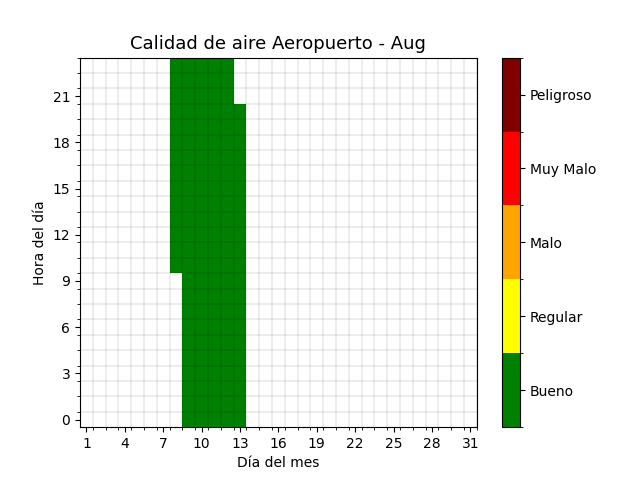 Calidad de aire Aeropuerto - Aug
Hora del día
21
18
15
12
9
6
3
0
1 4 7 10 13 16 19 22 25 28 31
Día del mes
Peligroso
Muy Malo
Malo
Regular
Bueno